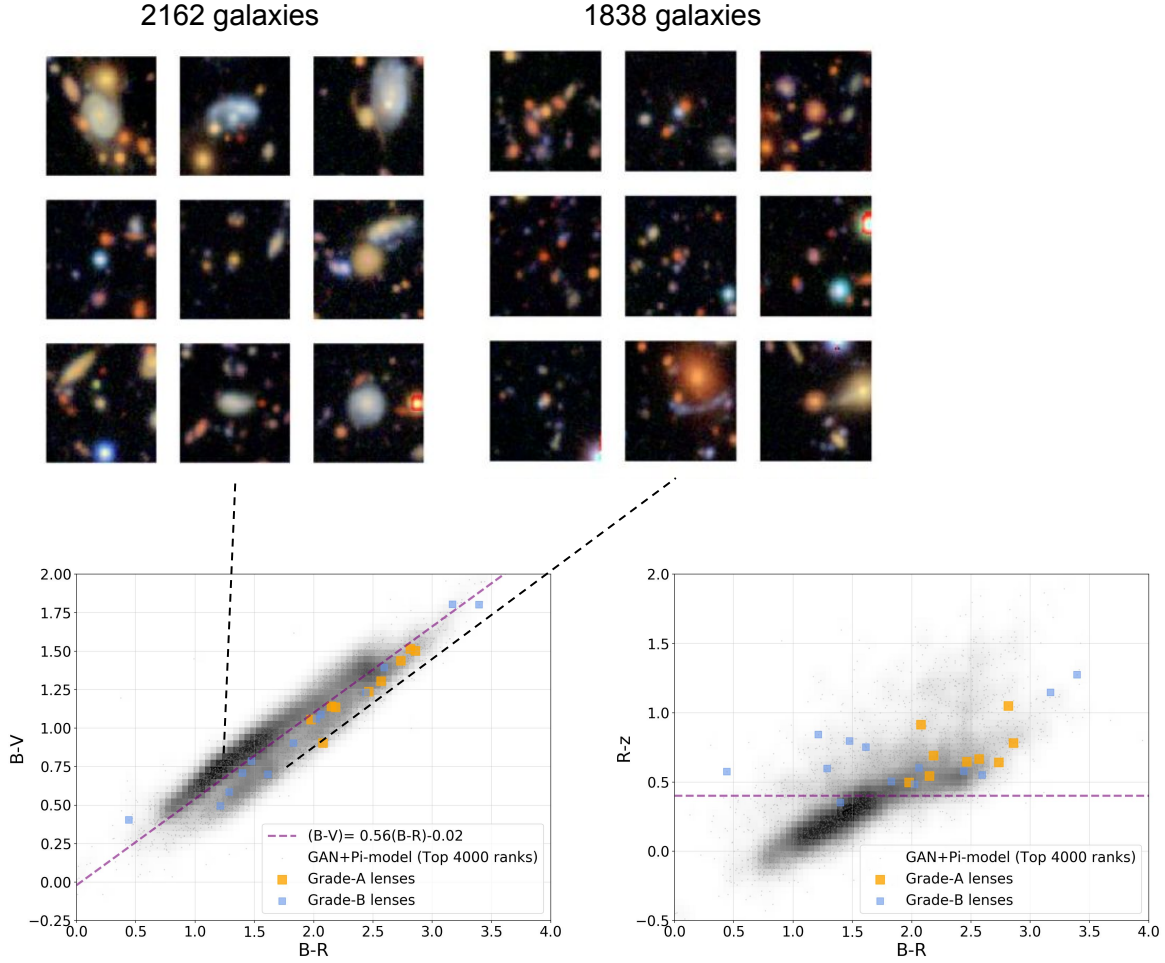 2162 galaxies
1838 galaxies
2.00
1.75
1.50
1.25
1.00
0.75
0.50
0.25
0.00
−0.25
B-V
0.0
0.5
1.0
1.5
2.0
2.5
3.0
3.5
4.0
B-R
(B-V)= 0.56(B-R)-0.02
GAN+Pi-model (Top 4000 ranks)
Grade-A lenses
Grade-B lenses
2.0
1.5
1.0
0.5
0.0
−0.5
R-z
0.0
0.5
1.0
1.5
2.0
2.5
3.0
3.5
4.0
B-R
GAN+Pi-model (Top 4000 ranks)
Grade-A lenses
Grade-B lenses